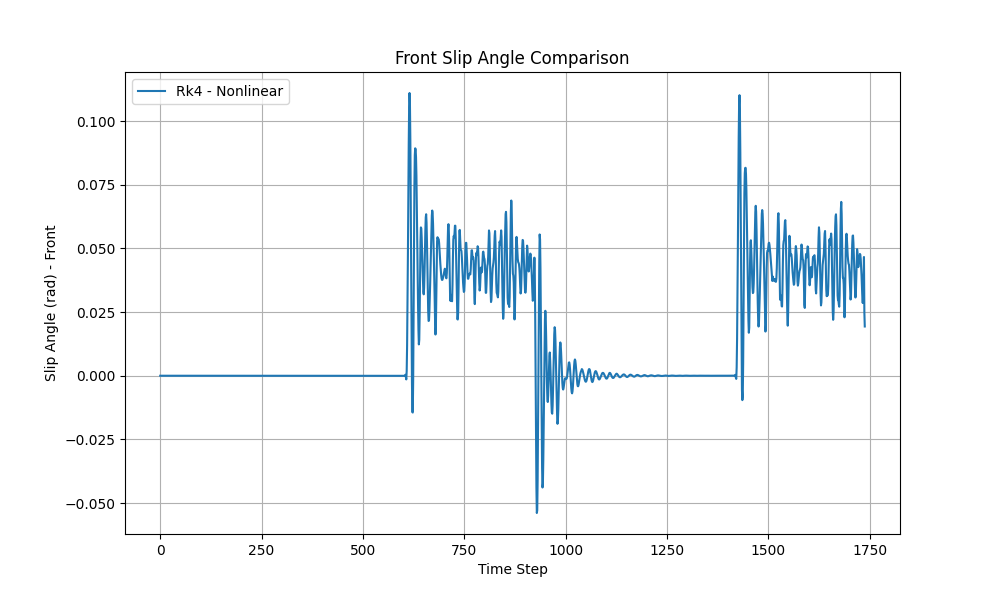 Front Slip Angle Comparison
Rk4 - Nonlinear
Slip Angle (rad) - Front
0.100
0.075
0.050
0.025
0.000
−0.025
−0.050
0 250 500 750 1000 1250 1500 1750
Time Step